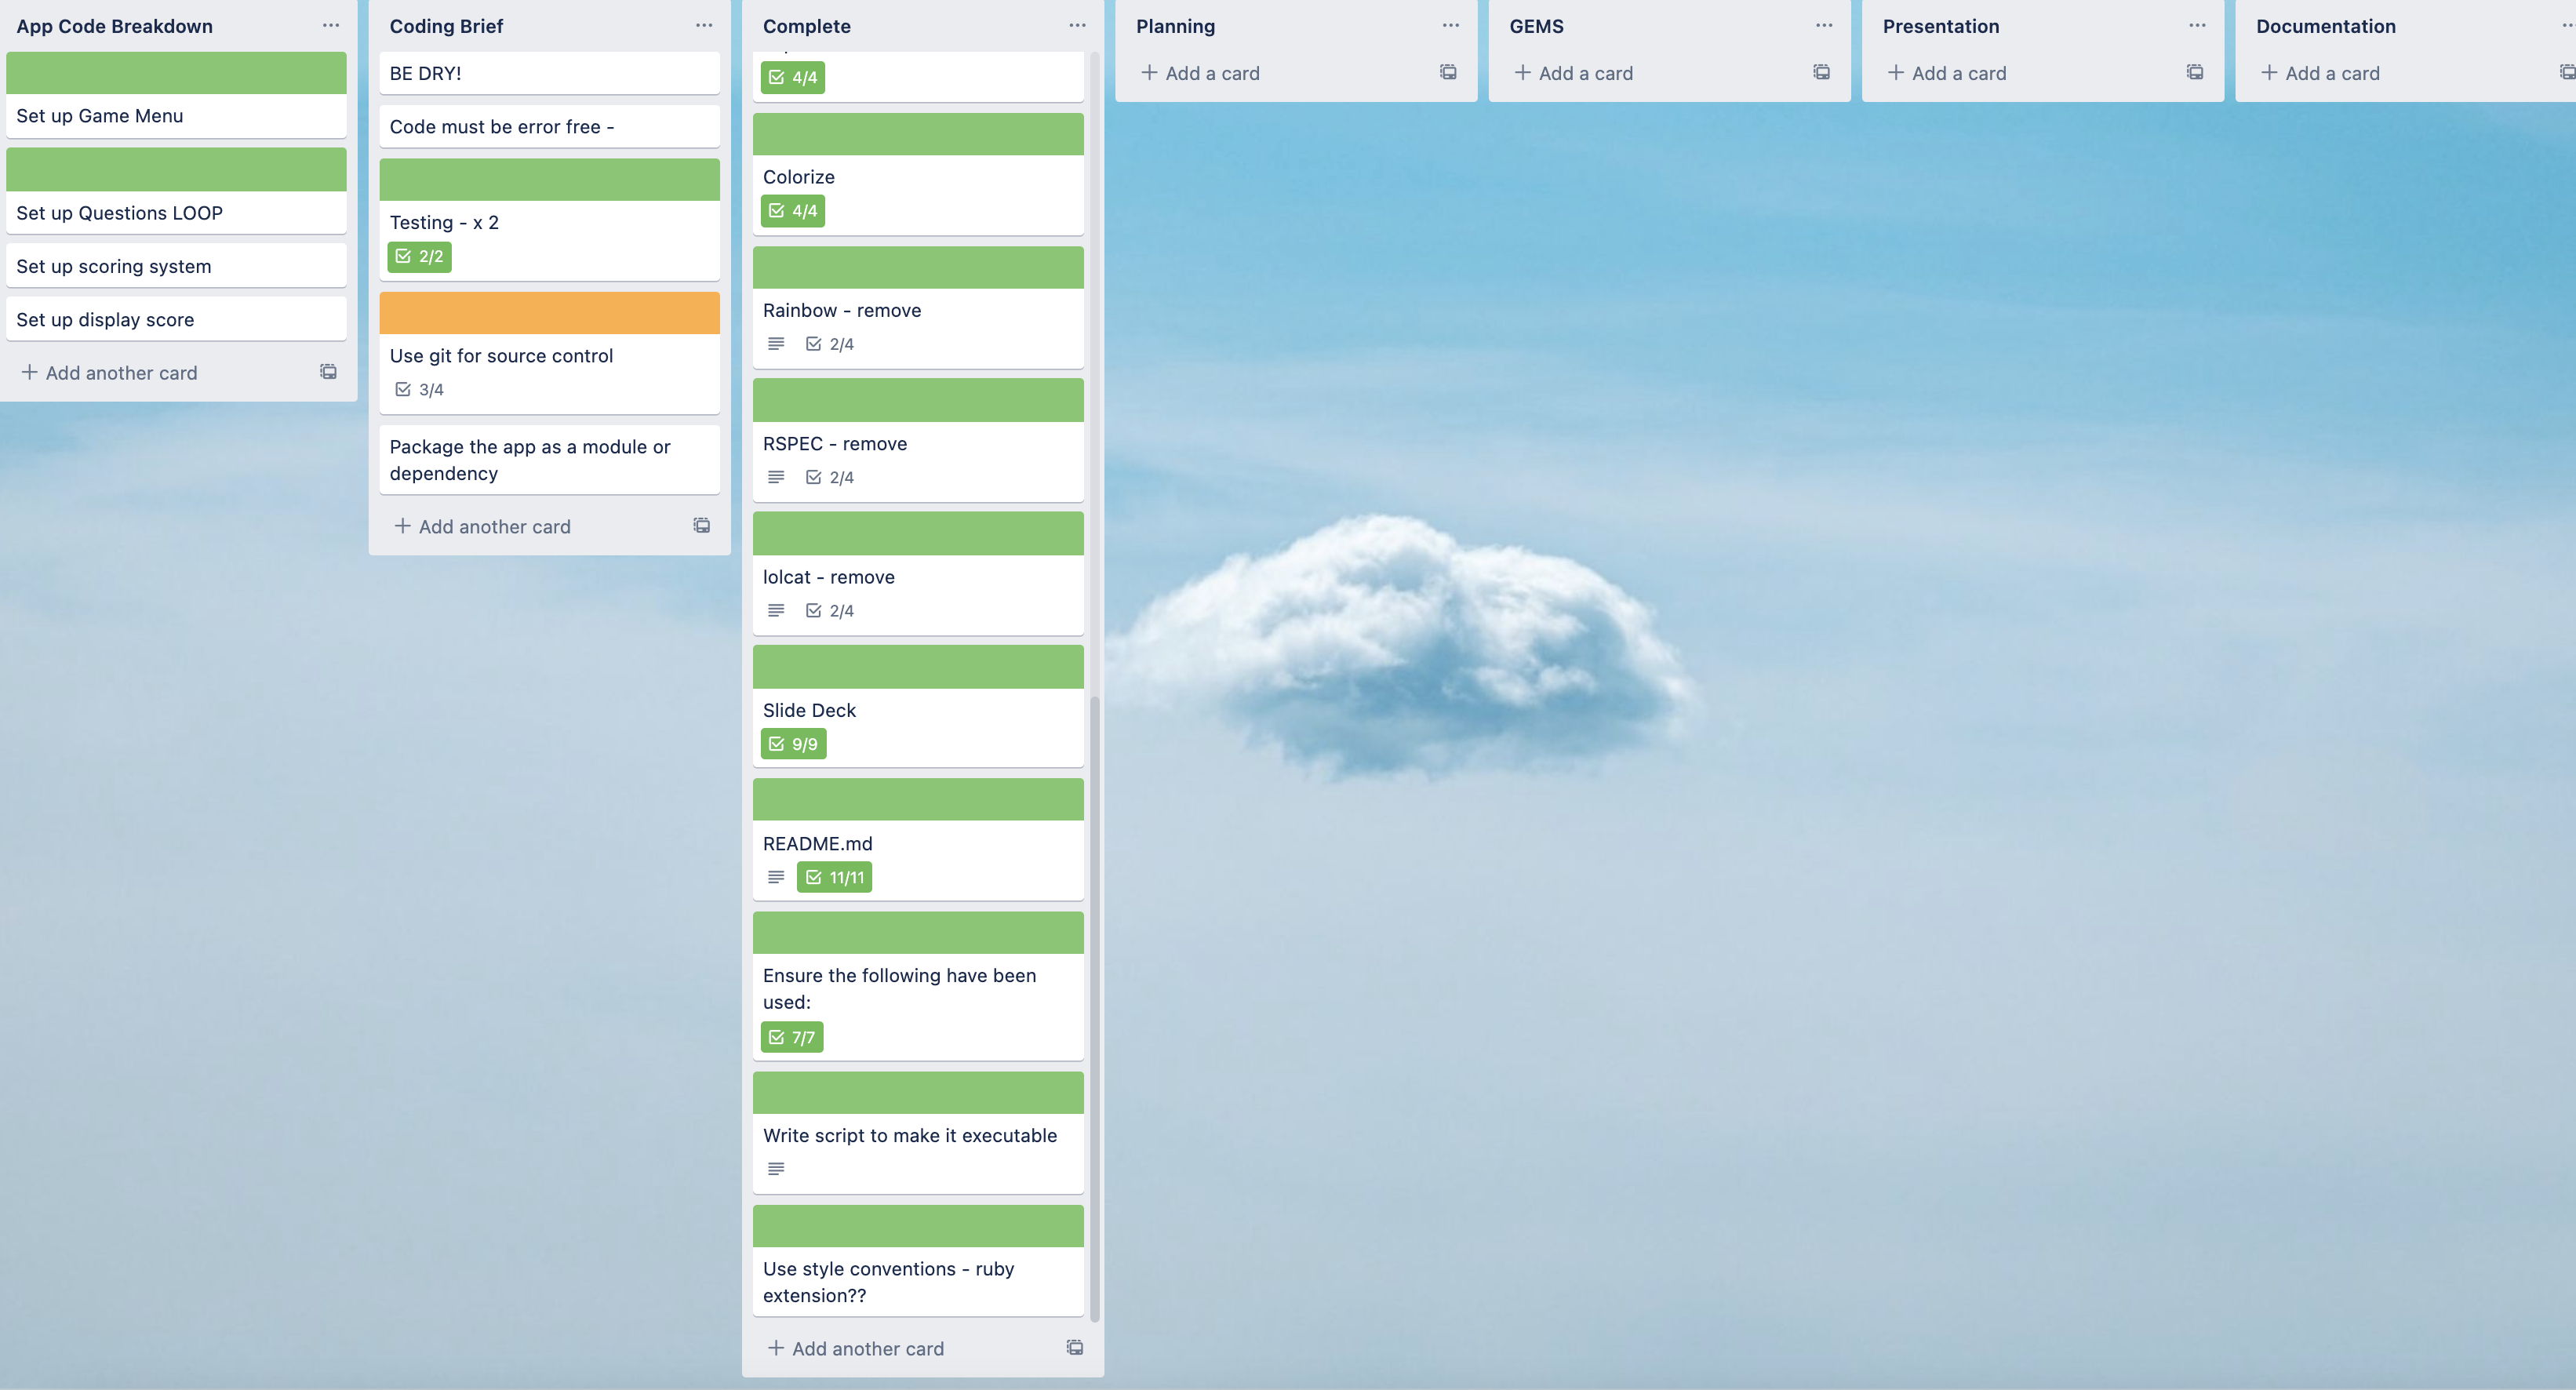 App Code Breakdown
Set up Game Menu
Set up Questions LOOP
Set up scoring system
Set up display score
Add another card
Coding Brief
BE DRY!
Code must be error free -
Testing - x 2
2/2
Use git for source control
3/4
Package the app as a module or
dependency
Add another card
Complete
4/4
Colorize
4/4
Rainbow - remove
2/4
RSPEC - remove
2/4
lolcat - remove
2/4
Slide Deck
9/9
README.md
11/11
Ensure the following have been
used:
7/7
Write script to make it executable
Use style conventions - ruby
extension??
Add another card
Planning
Add a card
GEMS
Add a card
Presentation
Add a card
Documentation
Add a card